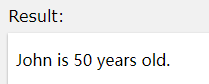 Result:
John is 50 years old.